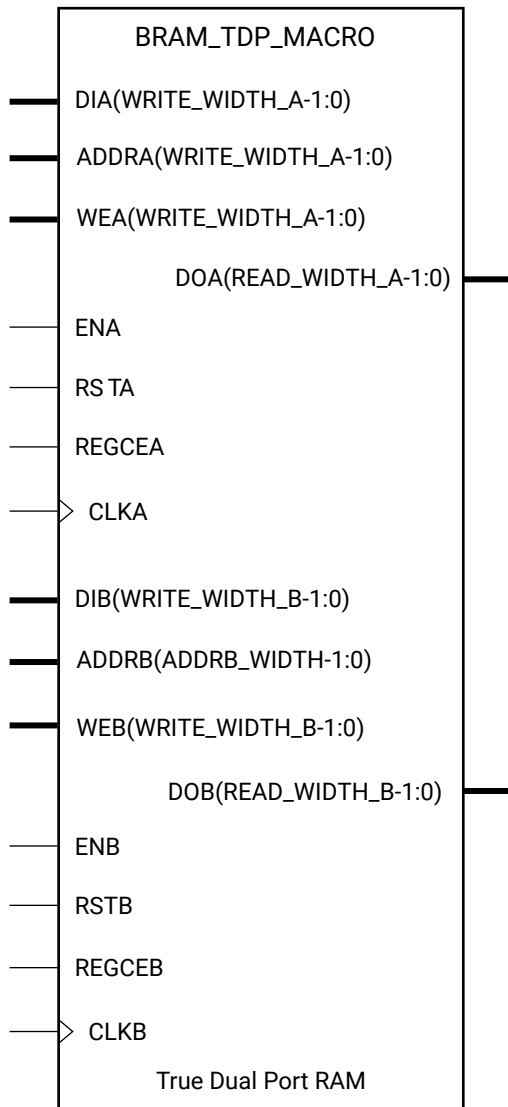 BRAM_TDP_MACRO
DIA(WRITE_WIDTH_A-1:0)
ADDRA(WRITE_WIDTH_A-1:0)
WEA(WRITE_WIDTH_A-1:0)
DOA(READ_WIDTH_A-1:0)
ENA
RS TA
REGCEA
CLKA
DIB(WRITE_WIDTH_B-1:0)
ADDRB(ADDRB_WIDTH-1:0)
WEB(WRITE_WIDTH_B-1:0)
DOB(READ_WIDTH_B-1:0)
ENB
RSTB
REGCEB
CLKB
True Dual Port RAM